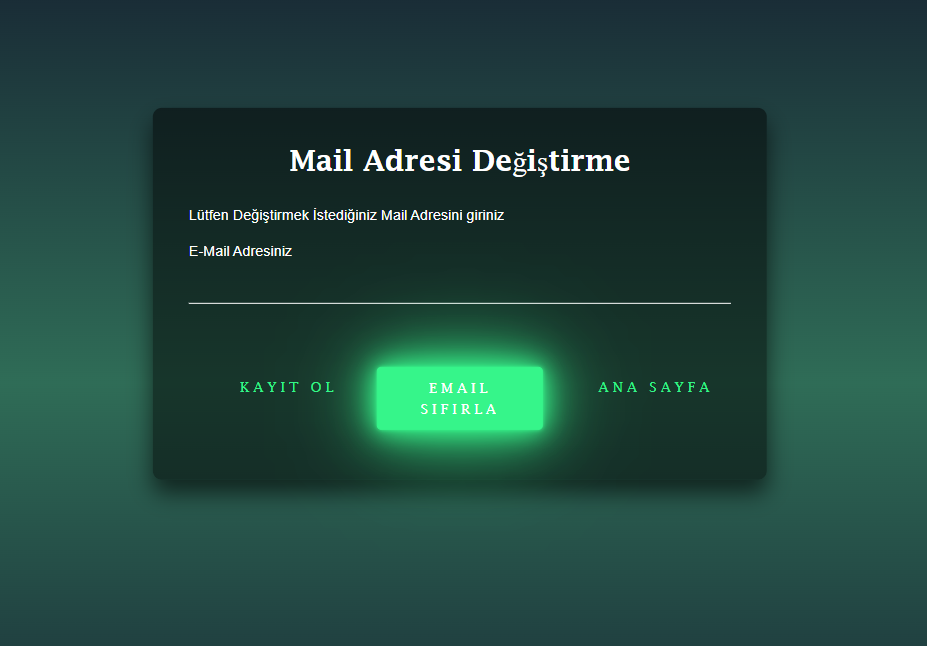 Mail Adresi Değiştirme
Lütfen Değiştirmek İstediğiniz Mail Adresini giriniz
E-Mail Adresiniz
KAYIT OL
EMAIL
SIFIRLA
ANA SAYFA